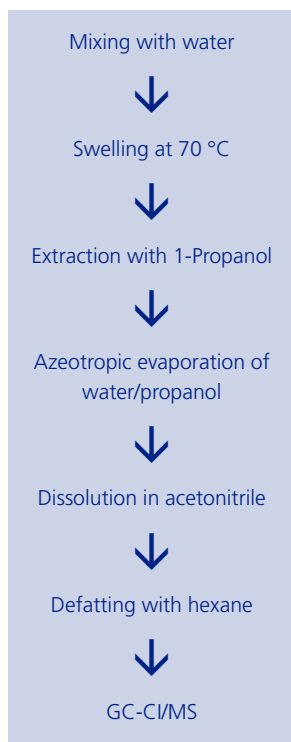 Mixing with water
Swelling at 70 °C
Extraction with 1-Propanol
Azeotropic evaporation of
water/propanol
Dissolution in acetonitrile
Defatting with hexane
GC-CI/MS